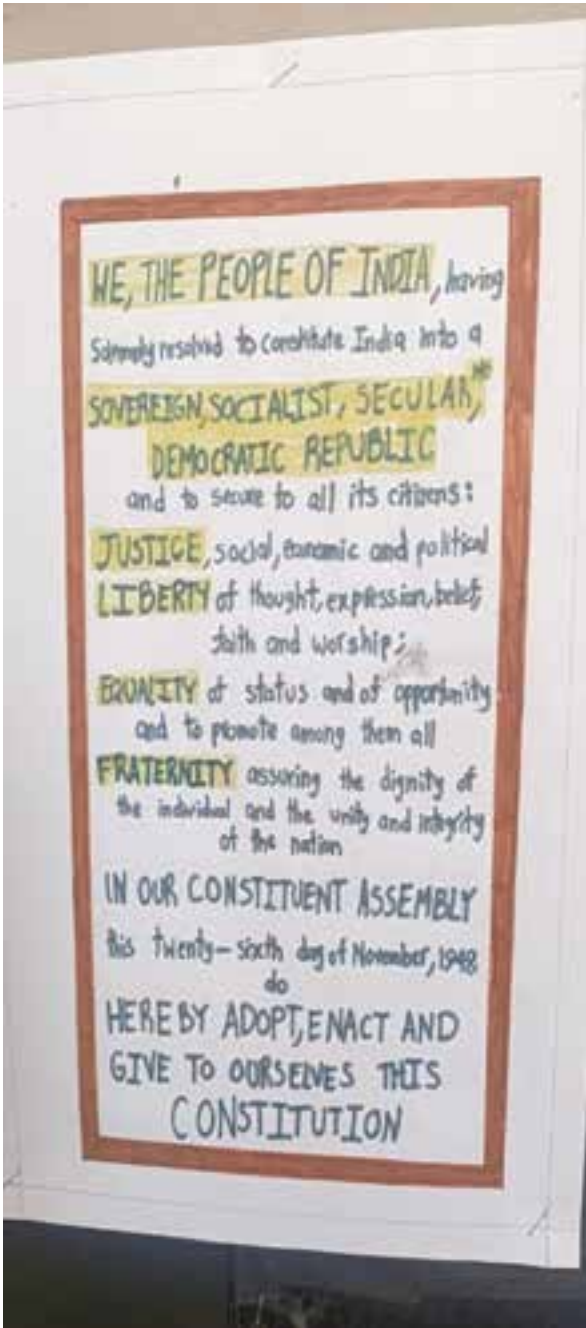 WE, THE PEOPLE OF INDIA, having
Solemnly resolved to constitute India into a
SOVEREIGN, SOCIALIST, SECULAR,
DEMOCRATIC REPUBLIC
and to secure to all its citizens:
JUSTICE, social, economic and political
LIBERTY of thought, expression, belief,
faith and worship;
EQUALITY of status and of opportunity
and to promote among them all
FRATERNITY assuring the dignity of
the individual and the unity and integrity
of the nation
IN OUR CONSTITUENT ASSEMBLY
this twenty-sixth day of November, 1948
do
HEREBY ADOPT, ENACT AND
GIVE TO OURSELVES THIS
CONSTITUTION